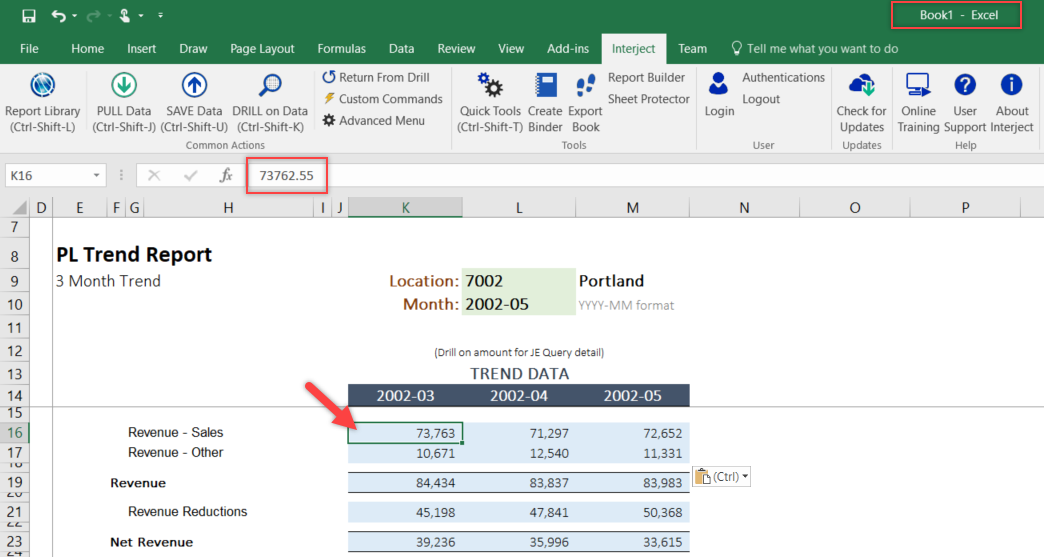 Book1 - Excel
File Home Insert Draw Page Layout Formulas Data Review View Add-ins Interject Team Tell me what you want to do
Report Library PULL Data SAVE Data DRILL on Data Return From Drill Quick Tools Create Export Report Builder Login Authentications Check for Online User About
(Ctrl-Shift-L) (Ctrl-Shift-J) (Ctrl-Shift-U) (Ctrl-Shift-K) Custom Commands (Ctrl-Shift-T) Binder Book Sheet Protector Logout Updates Training Support Interject
Advanced Menu
Common Actions Tools User Updates Help
K16 fx 73762.55
D E F G H I J K L M N O P
7
8 PL Trend Report
9 3 Month Trend Location: 7002 Portland
10 Month: 2002-05 YYYY-MM format
11
12 (Drill on amount for JE Query detail)
13 TREND DATA
14 2002-03 2002-04 2002-05
15
16 Revenue - Sales 73,763 71,297 72,652
17 Revenue - Other 10,671 12,540 11,331
18
19 Revenue 84,434 83,837 83,983 (Ctrl)
20
21 Revenue Reductions 45,198 47,841 50,368
22
23 Net Revenue 39,236 35,996 33,615
24